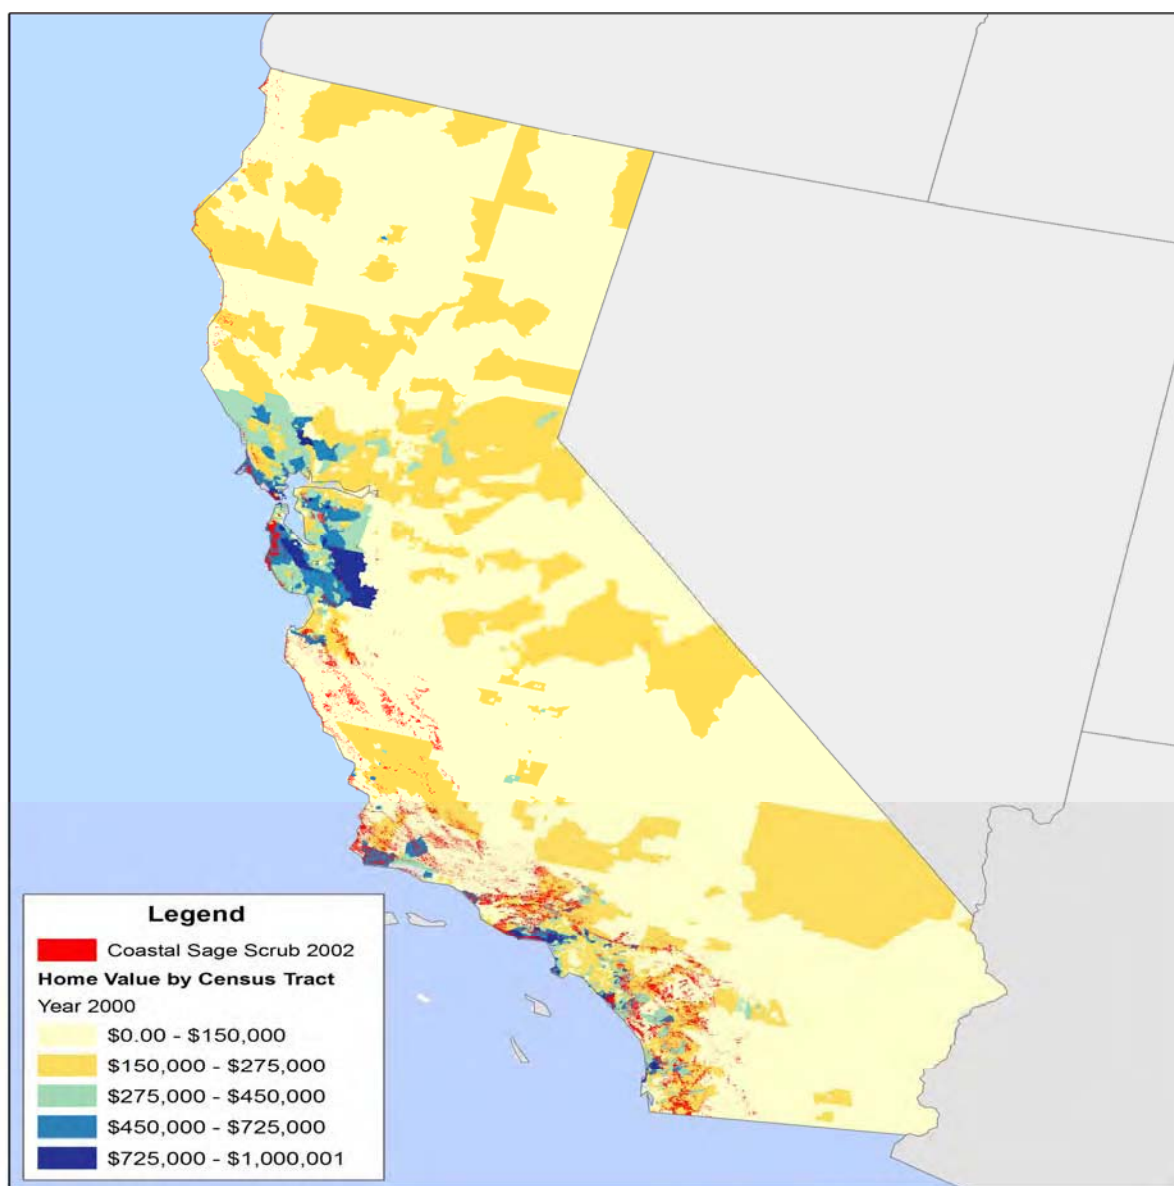 Legend
Coastal Sage Scrub 2002
Home Value by Census Tract
Year 2000
$0.00 - $150,000
$150,000 - $275,000
$275,000 - $450,000
$450,000 - $725,000
$725,000 - $1,000,001